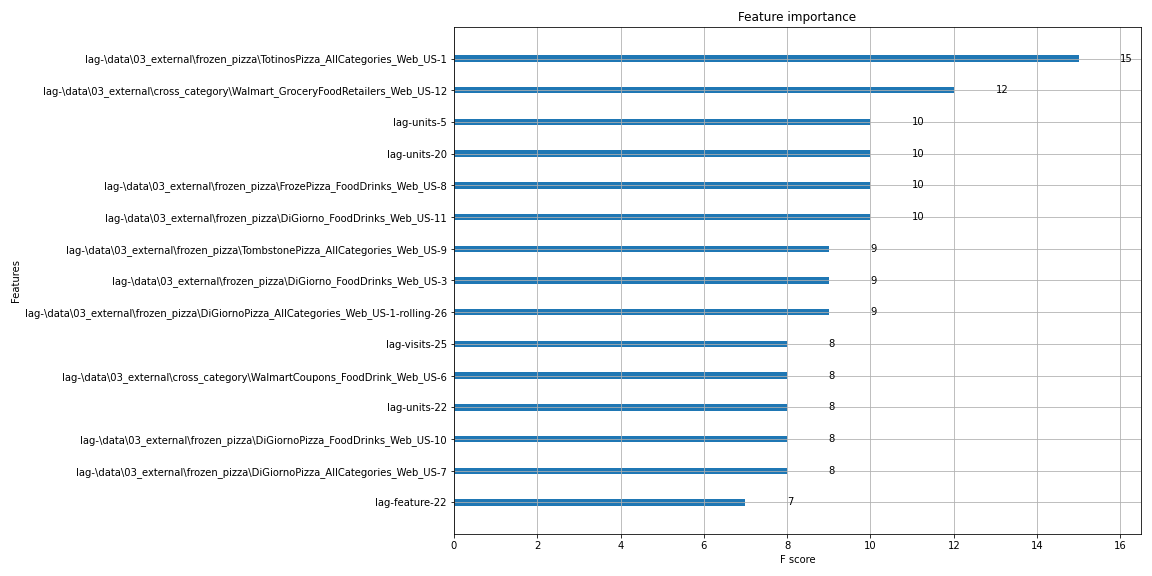 Feature importance
lag-\data\03_external\frozen_pizza\TotinosPizza_AllCategories_Web_US-1
15
lag-\data\03_external\cross_category\Walmart_GroceryFoodRetailers_Web_US-12
12
lag-units-5
10
lag-units-20
10
lag-\data\03_external\frozen_pizza\FrozePizza_FoodDrinks_Web_US-8
10
lag-\data\03_external\frozen_pizza\DiGiorno_FoodDrinks_Web_US-11
10
lag-\data\03_external\frozen_pizza\TombstonePizza_AllCategories_Web_US-9
9
lag-\data\03_external\frozen_pizza\DiGiorno_FoodDrinks_Web_US-3
9
lag-\data\03_external\frozen_pizza\DiGiornoPizza_AllCategories_Web_US-1-rolling-26
9
lag-visits-25
8
lag-\data\03_external\cross_category\WalmartCoupons_FoodDrink_Web_US-6
8
lag-units-22
8
lag-\data\03_external\frozen_pizza\DiGiornoPizza_FoodDrinks_Web_US-10
8
lag-\data\03_external\frozen_pizza\DiGiornoPizza_AllCategories_Web_US-7
8
lag-feature-22
7
Features
0 2 4 6 8 10 12 14 16
F score